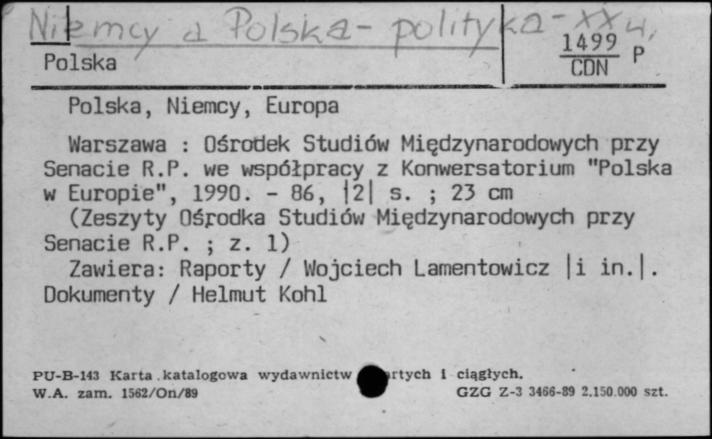 Niemcy a Polska - polityka - XX w.
1499 P
CDN
Polska
Polska, Niemcy, Europa
Warszawa : Ośrodek Studiów Międzynarodowych przy
Senacie R.P. we współpracy z Konwersatorium "Polska
w Europie", 1990. - 86, |2| s. ; 23 cm
(Zeszyty Ośrodka Studiów Międzynarodowych przy
Senacie R.P. ; z. 1)
Zawiera: Raporty / Wojciech Lamentowicz |i in.|.
Dokumenty / Helmut Kohl
PU-B-143 Karta katalogowa wydawnictw rtych i ciągłych.
W.A. zam. 1562/On/89 GZG Z-3 3466-89 2.150.000 szt.